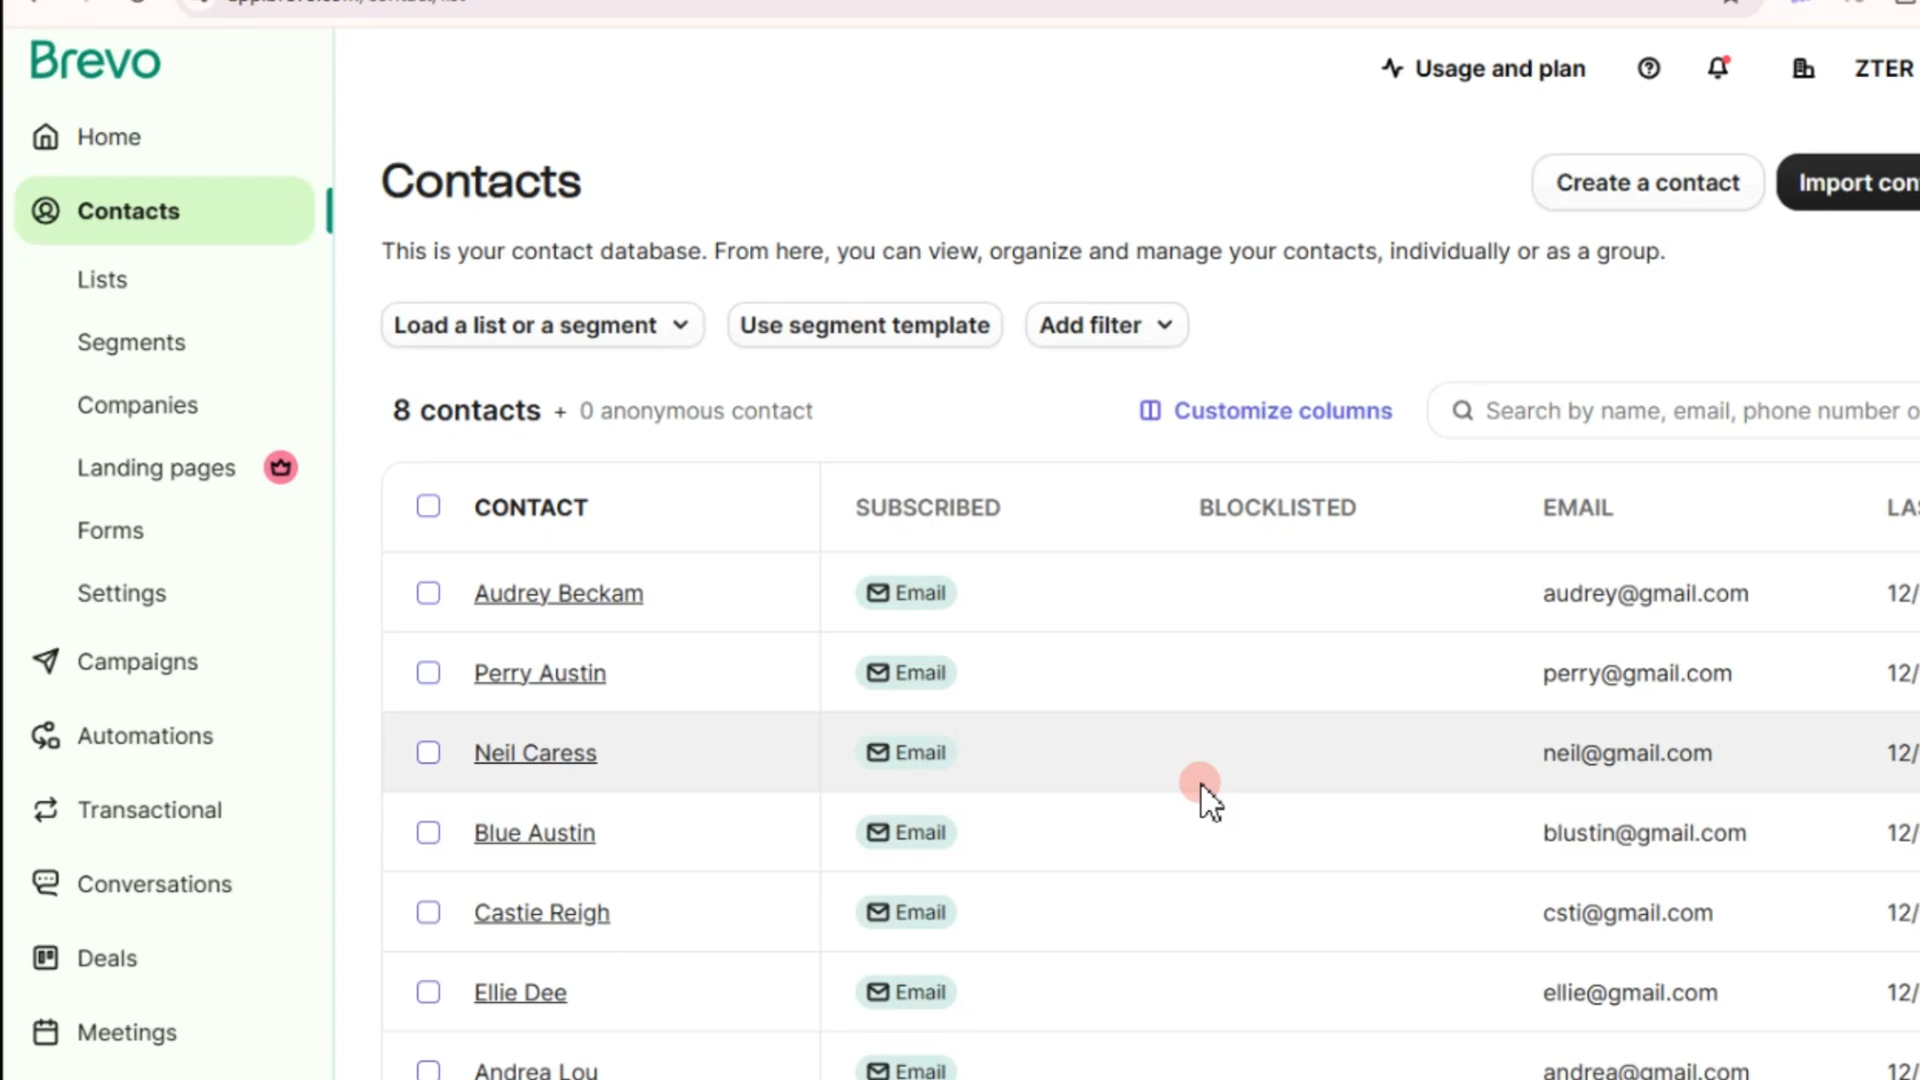 Brevo
Usage and plan
ZTER
Home
Contacts
Lists
Segments
Companies
Landing pages
Forms
Settings
Campaigns
Automations
Transactional
Conversations
Deals
Meetings
Contacts
Create a contact
Import con
This is your contact database. From here, you can view, organize and manage your contacts, individually or as a group.
Load a list or a segment
Use segment template
Add filter
8 contacts + 0 anonymous contact
Customize columns
Search by name, email, phone number o
CONTACT SUBSCRIBED BLOCKLISTED EMAIL LAS
Audrey Beckam Email audrey@gmail.com 12/
Perry Austin Email perry@gmail.com 12/
Neil Caress Email neil@gmail.com 12/
Blue Austin Email blustin@gmail.com 12/
Castie Reigh Email csti@gmail.com 12/
Ellie Dee Email ellie@gmail.com 12/
Andrea Lou Email andrea@gmail.com 12/